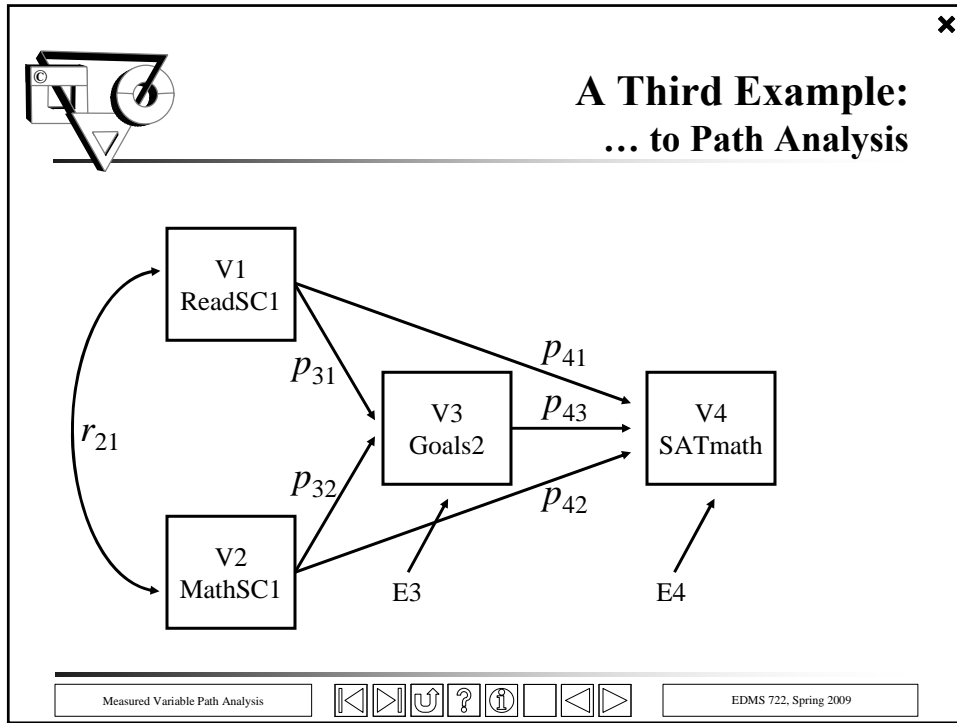 ©
A Third Example:
… to Path Analysis
V1
ReadSC1
p41
p31
V3
Goals2
p43
V4
SATmath
r21
p32
p42
V2
MathSC1
E3
E4
Measured Variable Path Analysis
?
i
EDMS 722, Spring 2009